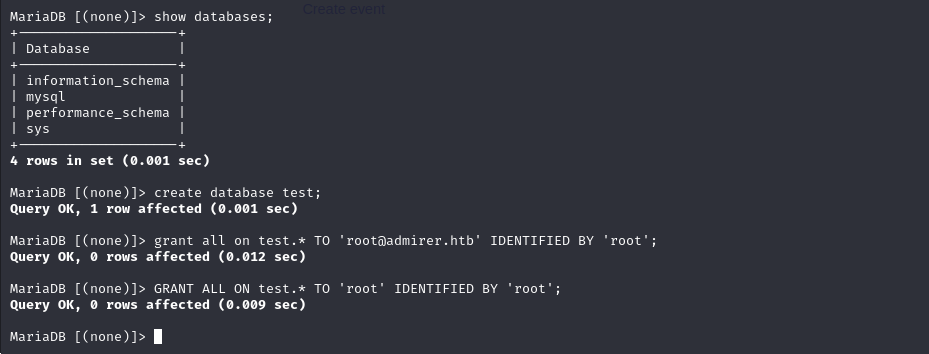 Create event
MariaDB [(none)]> show databases;
+--------------------+
| Database           |
+--------------------+
| information_schema |
| mysql              |
| performance_schema |
| sys                |
+--------------------+
4 rows in set (0.001 sec)
MariaDB [(none)]> create database test;
Query OK, 1 row affected (0.001 sec)
MariaDB [(none)]> grant all on test.* TO 'root@admirer.htb' IDENTIFIED BY 'root';
Query OK, 0 rows affected (0.012 sec)
MariaDB [(none)]> GRANT ALL ON test.* TO 'root' IDENTIFIED BY 'root';
Query OK, 0 rows affected (0.009 sec)
MariaDB [(none)]>